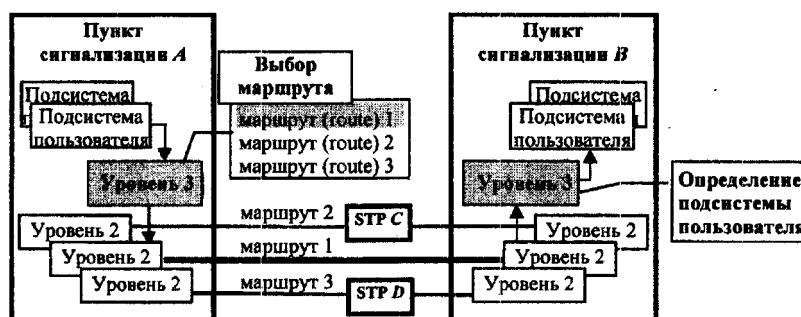 Пункт
сигнализации A
Подсистема
Подсистема
пользователя
Уровень 3
Уровень 2
Уровень 2
Уровень 2
Выбор
маршрута
маршрут (route) 1
маршрут (route) 2
маршрут (route) 3
маршрут 2
STP C
маршрут 1
маршрут 3
STP D
Пункт
сигнализации B
Подсистема
Подсистема
пользователя
Уровень 3
Уровень 2
Уровень 2
Уровень 2
Определение
подсистемы
пользователя